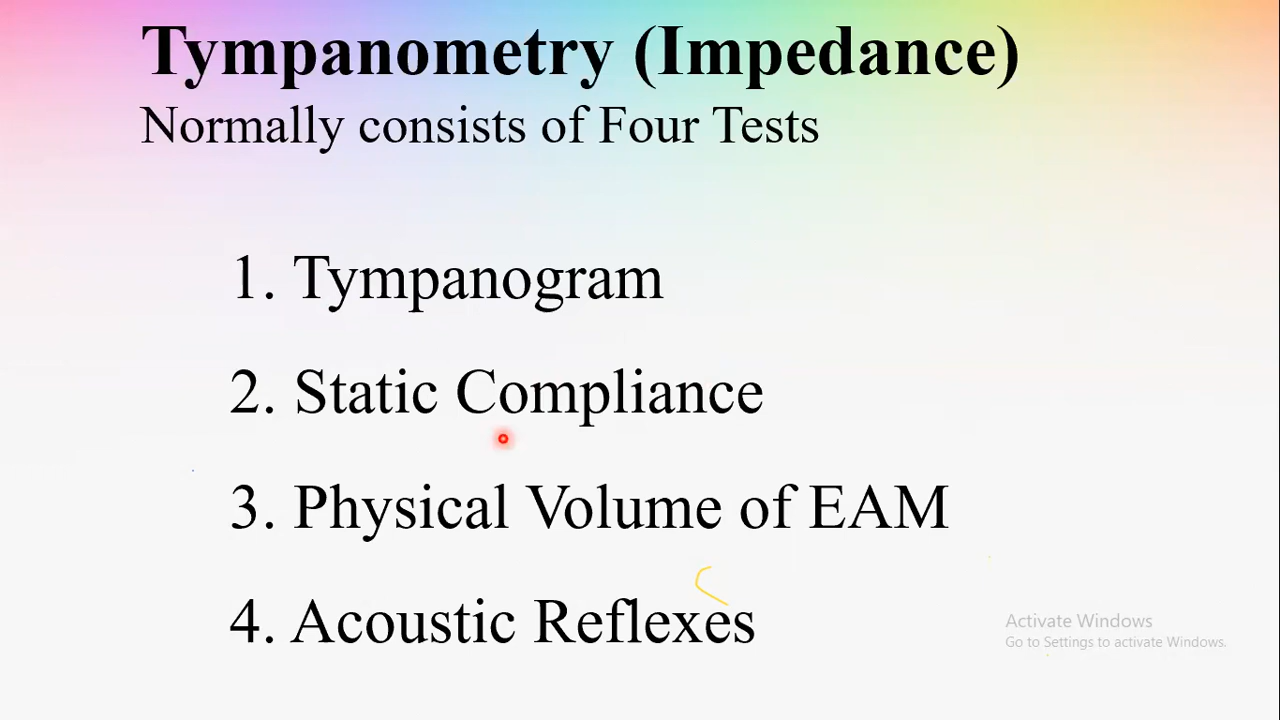 Tympanometry (Impedance)
Normally consists of Four Tests
1. Tympanogram
2. Static Compliance
3. Physical Volume of EAM
4. Acoustic Reflexes
Activate Windows
Go to Settings to activate Windows.